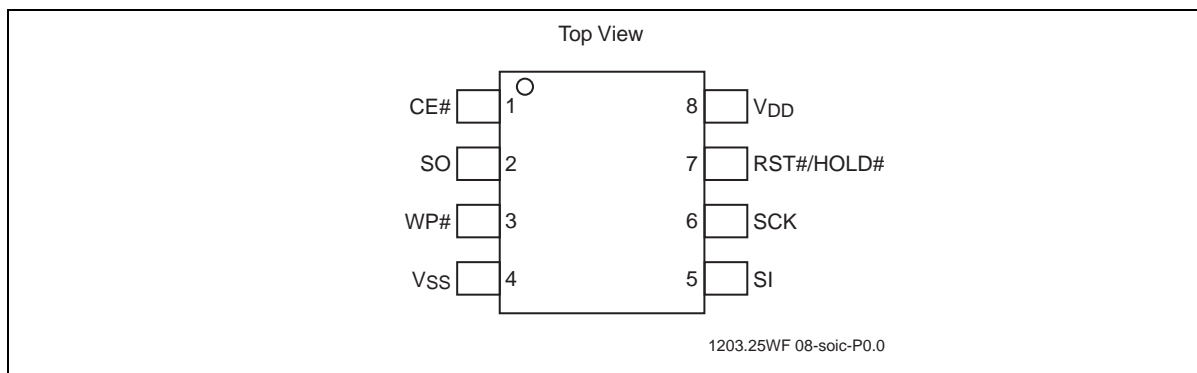 Top View
CE# 1 8 VDD
SO 2 7 RST#/HOLD#
WP# 3 6 SCK
VSS 4 5 SI
1203.25WF 08-soic-P0.0